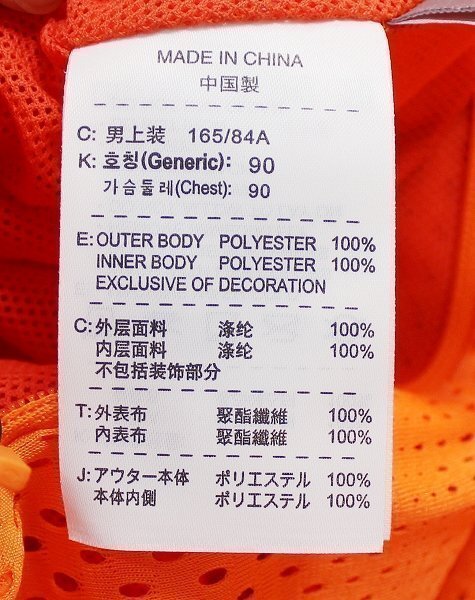 MADE IN CHINA
中国製
C: 男上装 165/84A
K: 호칭(Generic): 90
가슴둘레(Chest): 90
E: OUTER BODY POLYESTER 100%
INNER BODY POLYESTER 100%
EXCLUSIVE OF DECORATION
C: 外层面料 涤纶 100%
内层面料 涤纶 100%
不包括装饰部分
T: 外表布 聚酯纖維 100%
內表布 聚酯纖維 100%
J: アウター本体 ポリエステル 100%
本体内側 ポリエステル 100%